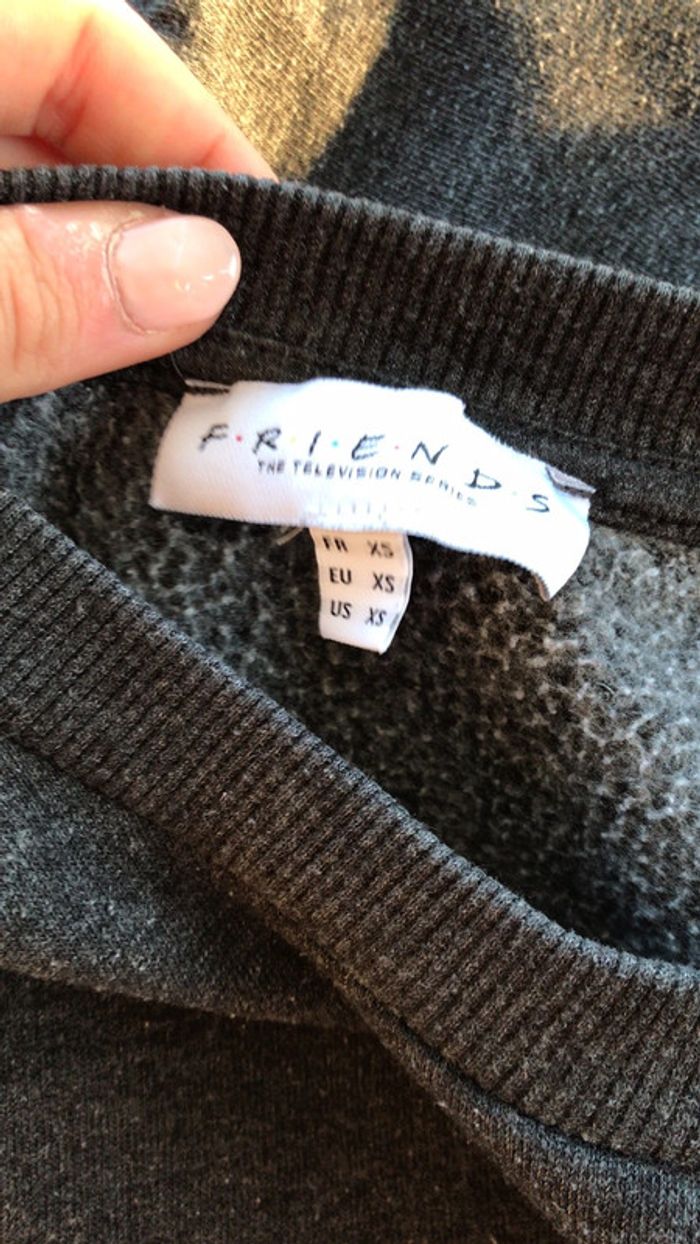 F·R·I·E·N·D·S
THE TELEVISION SERIES
FR XS
EU XS
US XS